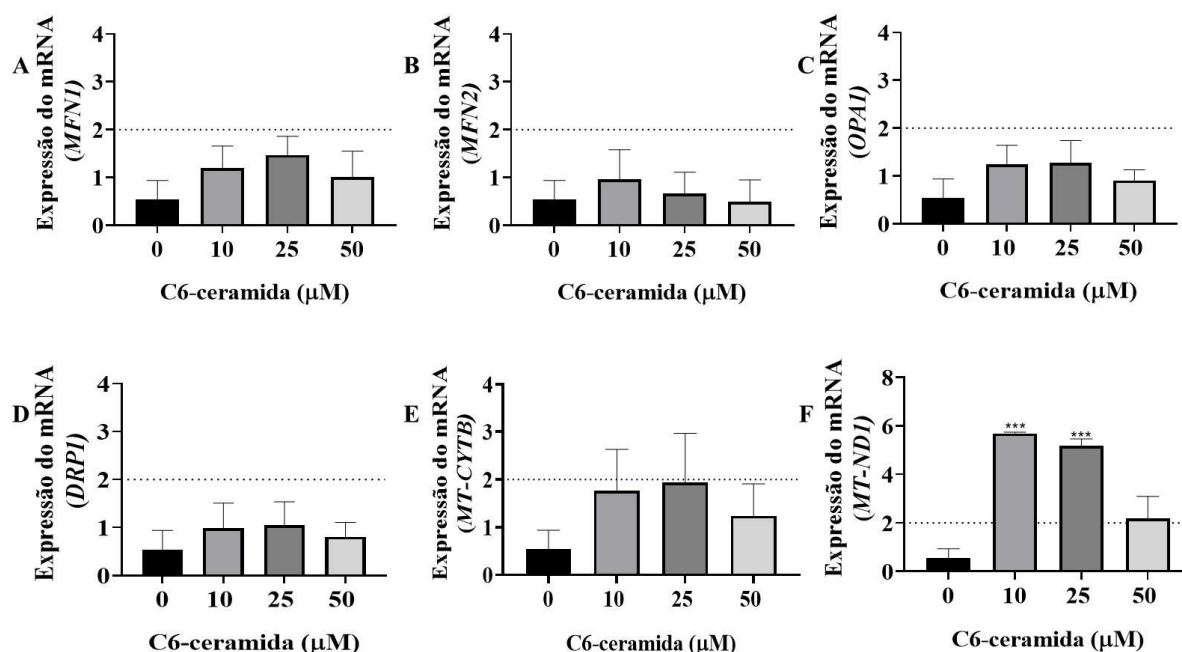 A
Expressão do mRNA
(MFN1)
4
3
2
1
0
0 10 25 50
C6-ceramida (µM)
B
Expressão do mRNA
(MFN2)
4
3
2
1
0
0 10 25 50
C6-ceramida (µM)
C
Expressão do mRNA
(OPA1)
4
3
2
1
0
0 10 25 50
C6-ceramida (µM)
D
Expressão do mRNA
(DRP1)
4
3
2
1
0
0 10 25 50
C6-ceramida (µM)
E
Expressão do mRNA
(MT-CYTB)
4
3
2
1
0
0 10 25 50
C6-ceramida (µM)
F
Expressão do mRNA
(MT-ND1)
8
6
4
2
0
*** ***
0 10 25 50
C6-ceramida (µM)